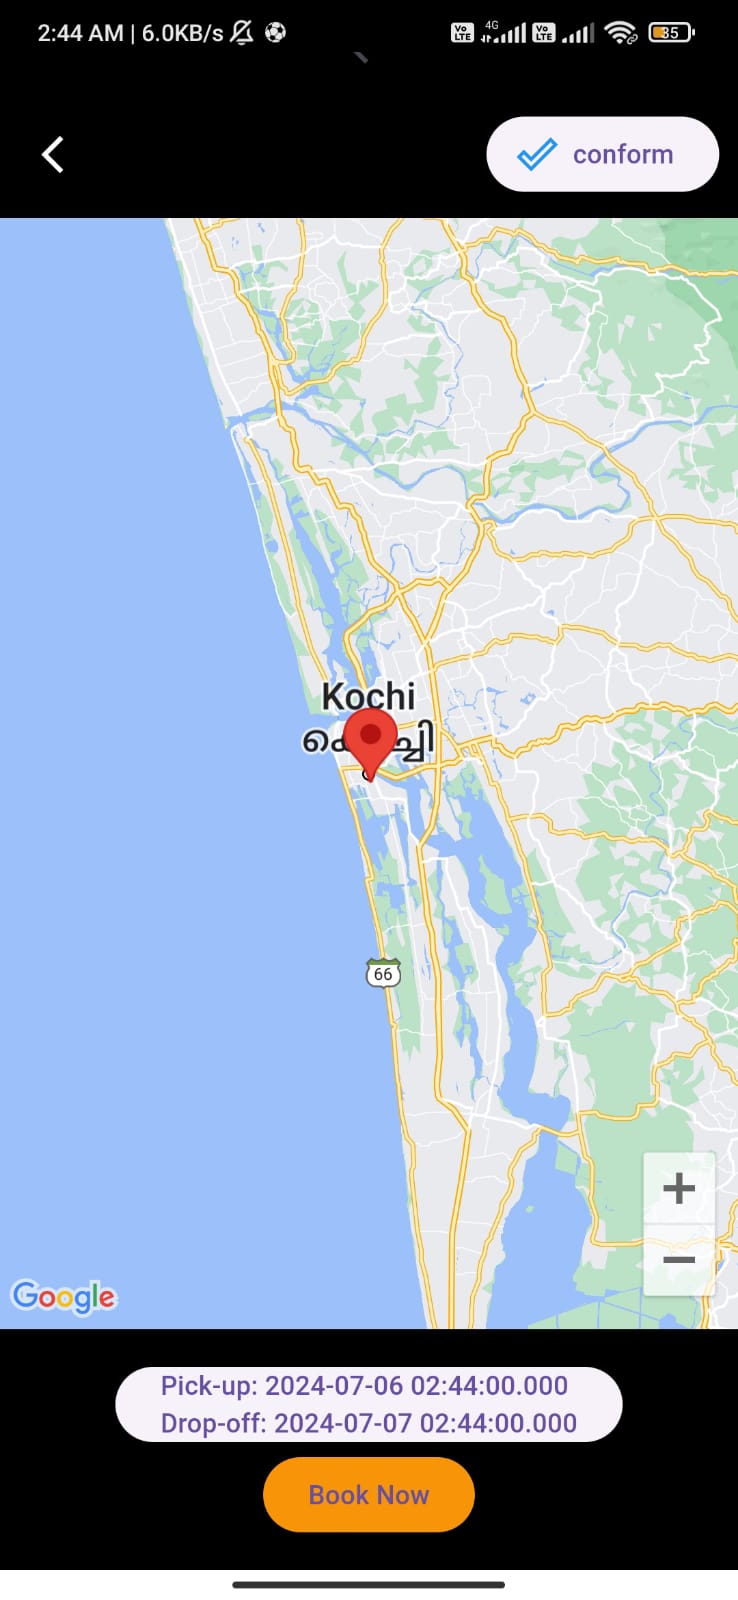 2:44 AM | 6.0KB/s
Vo LTE 4G Vo LTE 35
conform
Kochi
66
Google
Pick-up: 2024-07-06 02:44:00.000
Drop-off: 2024-07-07 02:44:00.000
Book Now